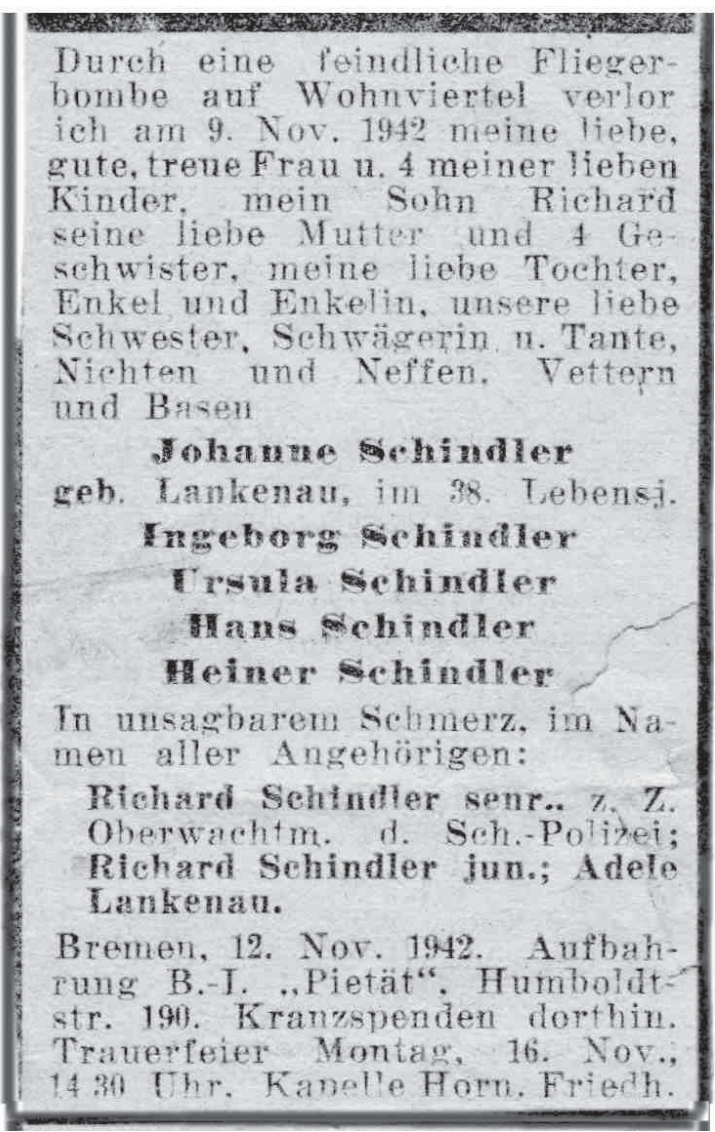 Durch eine feindliche Flieger-
bombe auf Wohnviertel verlor
ich am 9. Nov. 1942 meine liebe,
gute, treue Frau u. 4 meiner lieben
Kinder, mein Sohn Richard
seine liebe Mutter und 4 Ge-
schwister, meine liebe Tochter,
Enkel und Enkelin, unsere liebe
Schwester, Schwägerin u. Tante,
Nichten und Neffen, Vettern
und Basen
Johanne Schindler
geb. Lankenau, im 38. Lebensj.
Ingeborg Schindler
Ursula Schindler
Hans Schindler
Heiner Schindler
In unsagbarem Schmerz, im Na-
men aller Angehörigen:
Richard Schindler senr., z. Z.
Oberwachtm. d. Sch.-Polizei;
Richard Schindler jun.; Adele
Lankenau.
Bremen, 12. Nov. 1942. Aufbah-
rung B.-I. „Pietät“, Humboldt-
str. 190. Kranzspenden dorthin.
Trauerfeier Montag, 16. Nov.,
14.30 Uhr, Kapelle Horn. Friedh.